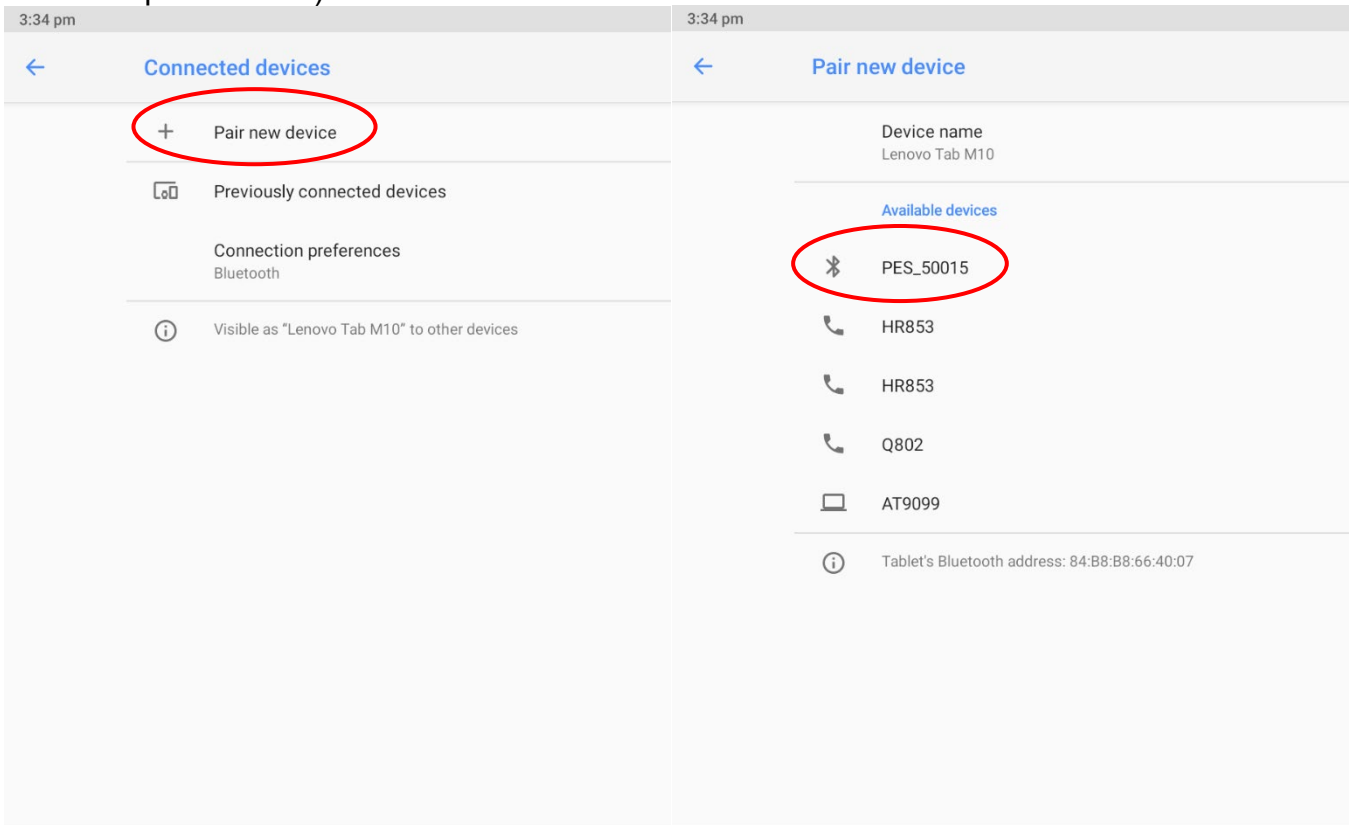 3:34 pm
Connected devices
Pair new device
Previously connected devices
Connection preferences
Bluetooth
Visible as "Lenovo Tab M10" to other devices
3:34 pm
Pair new device
Device name
Lenovo Tab M10
Available devices
PES_50015
HR853
HR853
Q802
AT9099
Tablet's Bluetooth address: 84:B8:B8:66:40:07